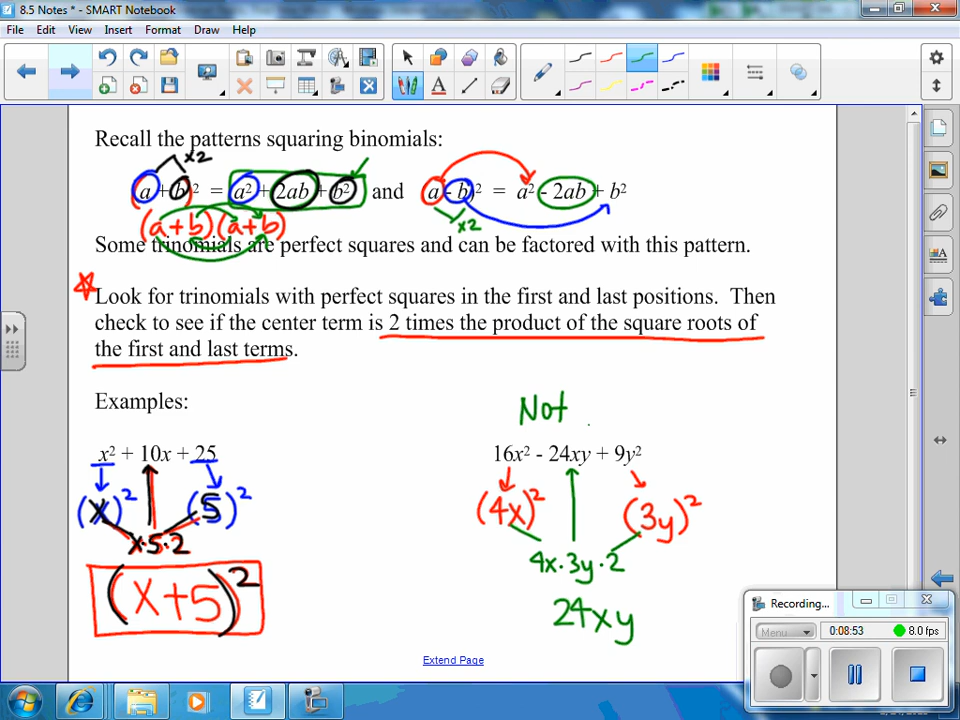 8.5 Notes * - SMART Notebook
File Edit View Insert Format Draw Help
Recall the patterns squaring binomials:
x2 
(a + b)² = a² + 2ab + b² and (a - b)² = a² - 2ab + b²
x2
(a+b)(a+b)
Some trinomials are perfect squares and can be factored with this pattern.
Look for trinomials with perfect squares in the first and last positions. Then
check to see if the center term is 2 times the product of the square roots of
the first and last terms.
Examples:
Not
x² + 10x + 25
16x² - 24xy + 9y²
(x)² (5)²
(4x)² (3y)²
x·5·2
4x·3y·2
(x+5)²
24xy
Extend Page
Recording...
Menu 0:08:53 8.0 fps